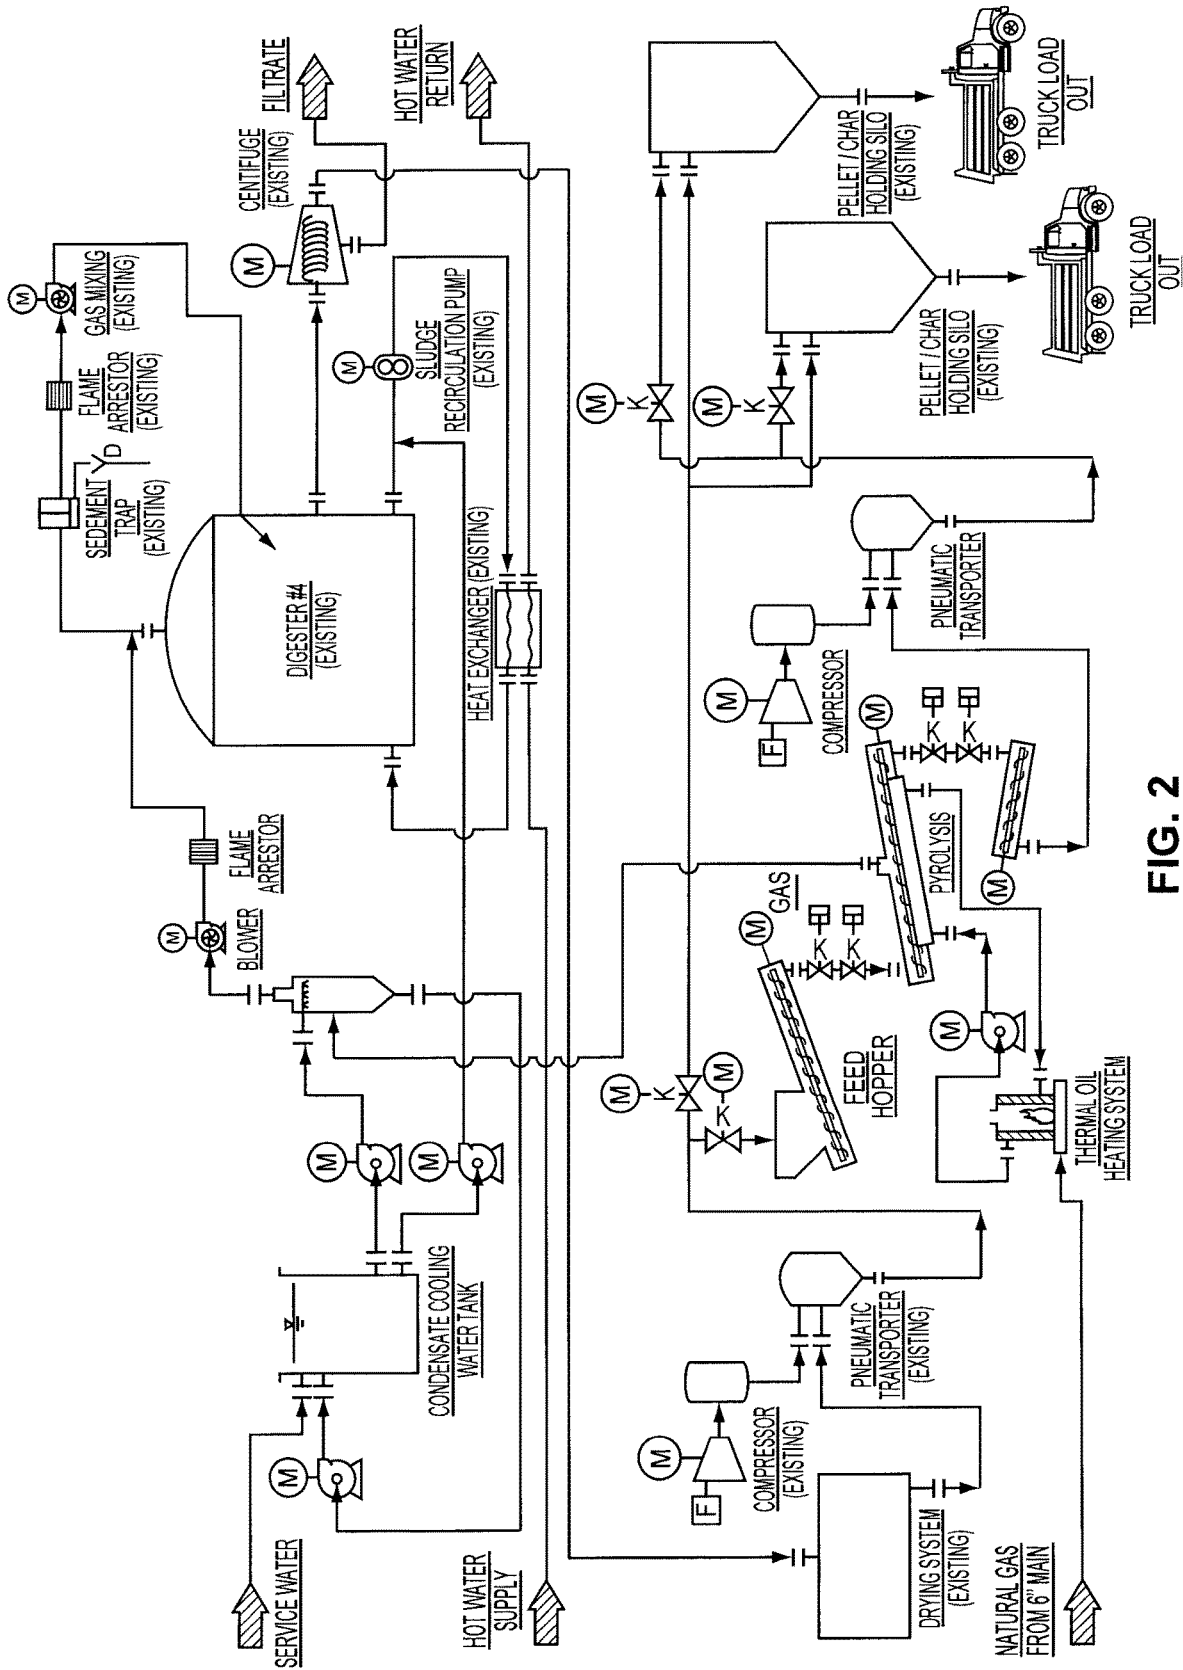 SERVICE WATER
HOT WATER
SUPPLY
M
CONDENSATE COOLING
WATER TANK
M
M
M
BLOWER
FLAME
ARRESTOR
DIGESTER #4
(EXISTING)
SEDEMENT
TRAP
(EXISTING)
D
FLAME
ARRESTOR
(EXISTING)
M
GAS MIXING
(EXISTING)
M
CENTIFUGE
(EXISTING)
FILTRATE
HOT WATER
RETURN
M
SLUDGE
RECIRCULATION PUMP
(EXISTING)
HEAT EXCHANGER (EXISTING)
DRYING SYSTEM
(EXISTING)
M
F
COMPRESSOR
(EXISTING)
PNEUMATIC
TRANSPORTER
(EXISTING)
M
K
M
K
FEED
HOPPER
M
GAS
K
K
PYROLYSIS
M
K
K
M
M
THERMAL OIL
HEATING SYSTEM
NATURAL GAS
FROM 6" MAIN
M
F
COMPRESSOR
PNEUMATIC
TRANSPORTER
M
K
M
K
PELLET / CHAR
HOLDING SILO
(EXISTING)
PELLET / CHAR
HOLDING SILO
(EXISTING)
TRUCK LOAD
OUT
TRUCK LOAD
OUT
FIG. 2